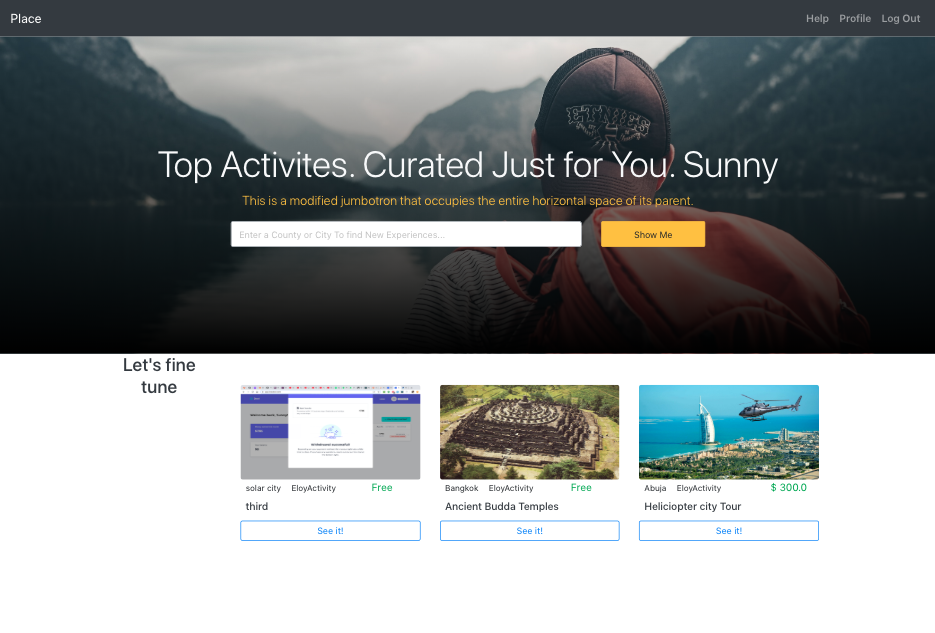 Place
Help Profile Log Out
ETNIES
Top Activites. Curated Just for You. Sunny
This is a modified jumbotron that occupies the entire horizontal space of its parent.
Enter a County or City To find New Experiences...
Show Me
Let's fine
tune
solar city EloyActivity Free
third
See it!
Bangkok EloyActivity Free
Ancient Budda Temples
See it!
Abuja EloyActivity $ 300.0
Heliciopter city Tour
See it!